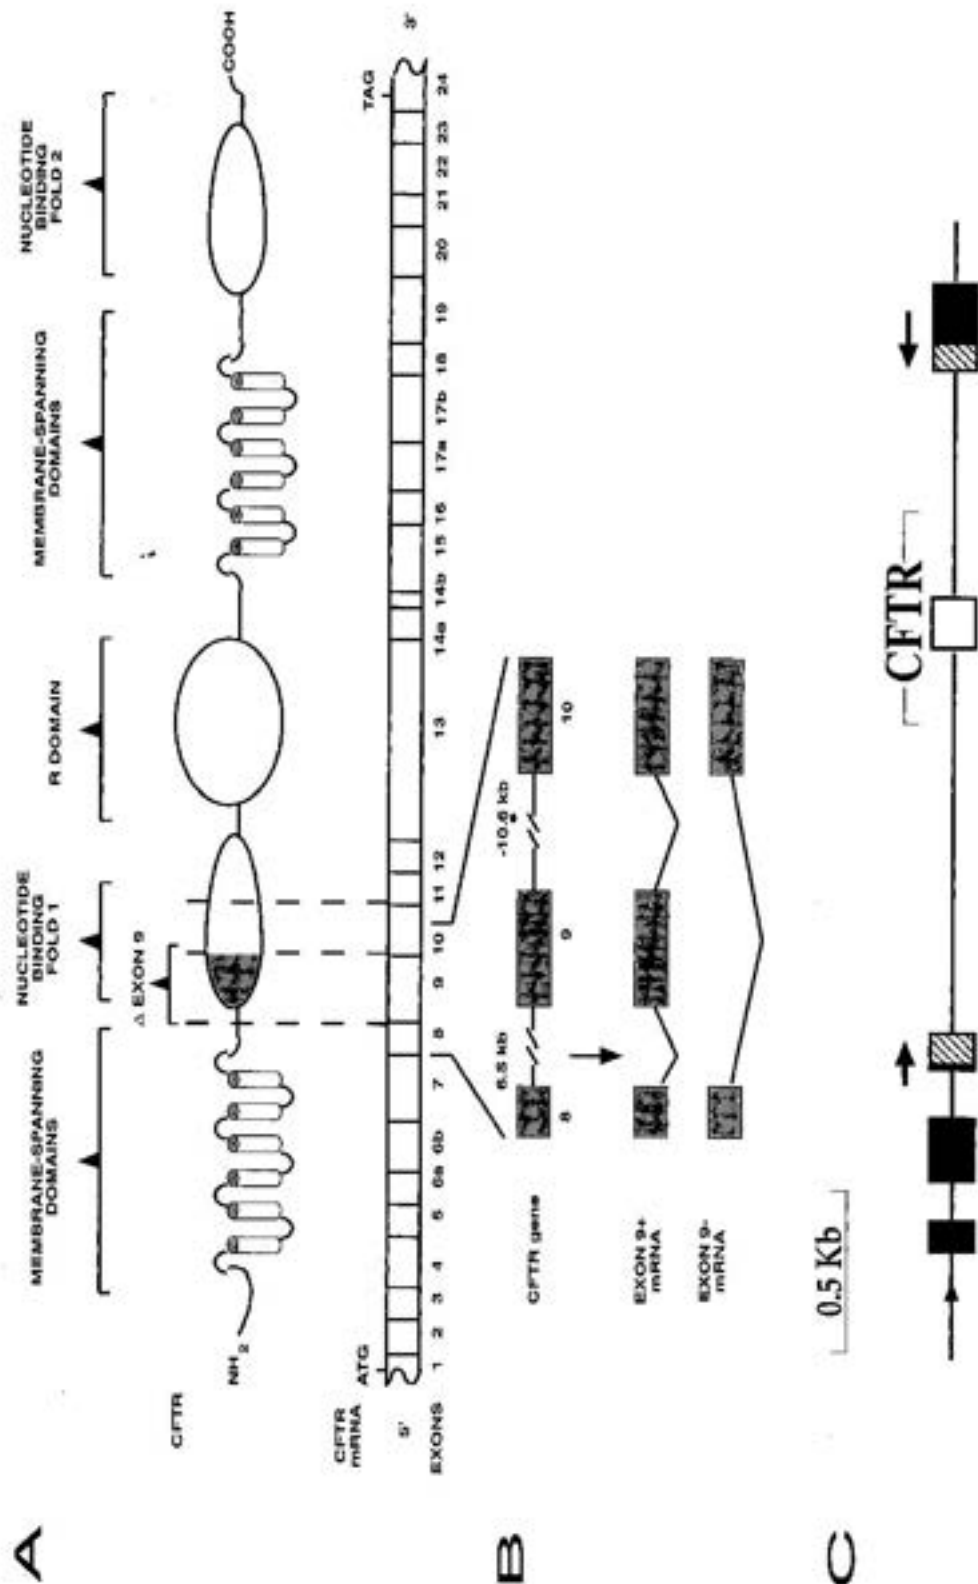 A
MEMBRANE-SPANNING
DOMAINS
NUCLEOTIDE
BINDING
FOLD 1
R DOMAIN
MEMBRANE-SPANNING
DOMAINS
NUCLEOTIDE
BINDING
FOLD 2
Δ EXON 9
CFTR
NH2
COOH
CFTR
mRNA
ATG
TAG
5'
3'
EXONS
1 2 3 4 5 6a 6b 7 8 9 10 11 12 13 14a 14b 15 16 17a 17b 18 19 20 21 22 23 24
B
CFTR gene
6.5 kb
-10.6 kb
8 9 10
EXON 9+
mRNA
EXON 9-
mRNA
C
0.5 Kb
CFTR